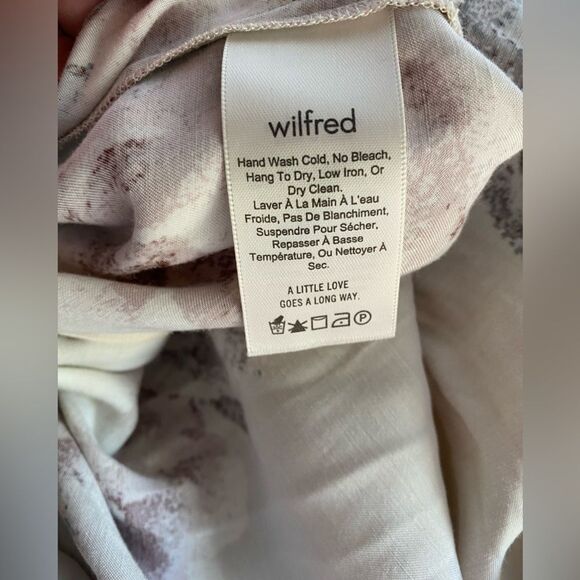 wilfred
Hand Wash Cold, No Bleach,
Hang To Dry, Low Iron, Or
Dry Clean.
Laver À La Main À L'eau
Froide, Pas De Blanchiment,
Suspendre Pour Sécher,
Repasser À Basse
Température, Ou Nettoyer À
Sec.
A LITTLE LOVE
GOES A LONG WAY.
P